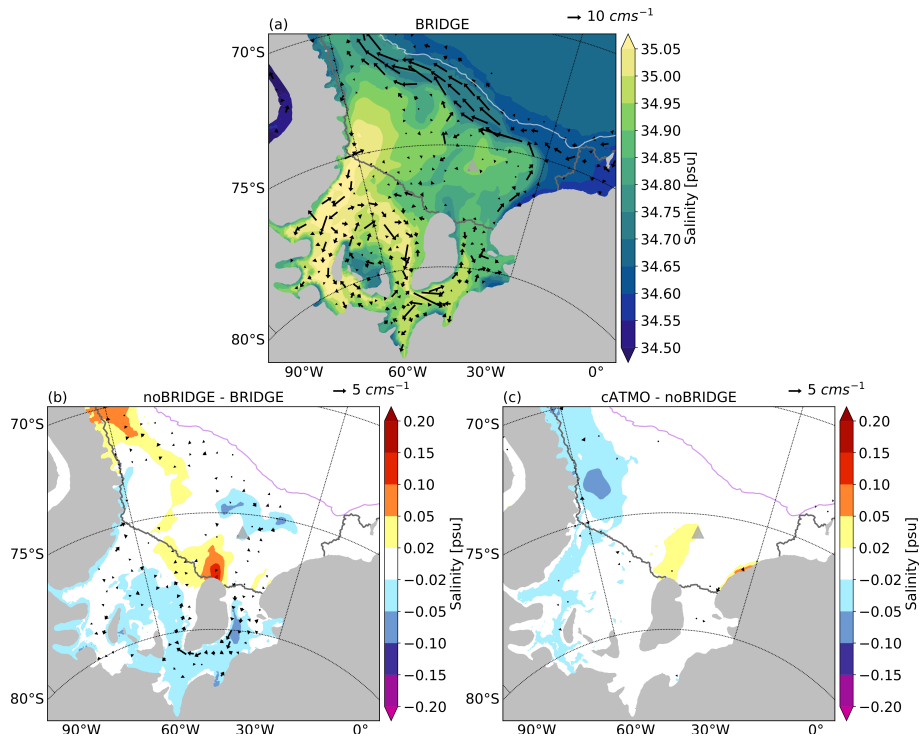 (a)
BRIDGE
10 cms⁻¹
70°S
75°S
80°S
90°W
60°W
30°W
0°
35.05
35.00
34.95
34.90
34.85
34.80
34.75
34.70
34.65
34.60
34.55
34.50
Salinity [psu]
(b)
noBRIDGE - BRIDGE
5 cms⁻¹
70°S
75°S
80°S
90°W
60°W
30°W
0°
0.20
0.15
0.10
0.05
0.02
−0.02
−0.05
−0.10
−0.15
−0.20
Salinity [psu]
(c)
cATMO - noBRIDGE
5 cms⁻¹
70°S
75°S
80°S
90°W
60°W
30°W
0°
0.20
0.15
0.10
0.05
0.02
−0.02
−0.05
−0.10
−0.15
−0.20
Salinity [psu]